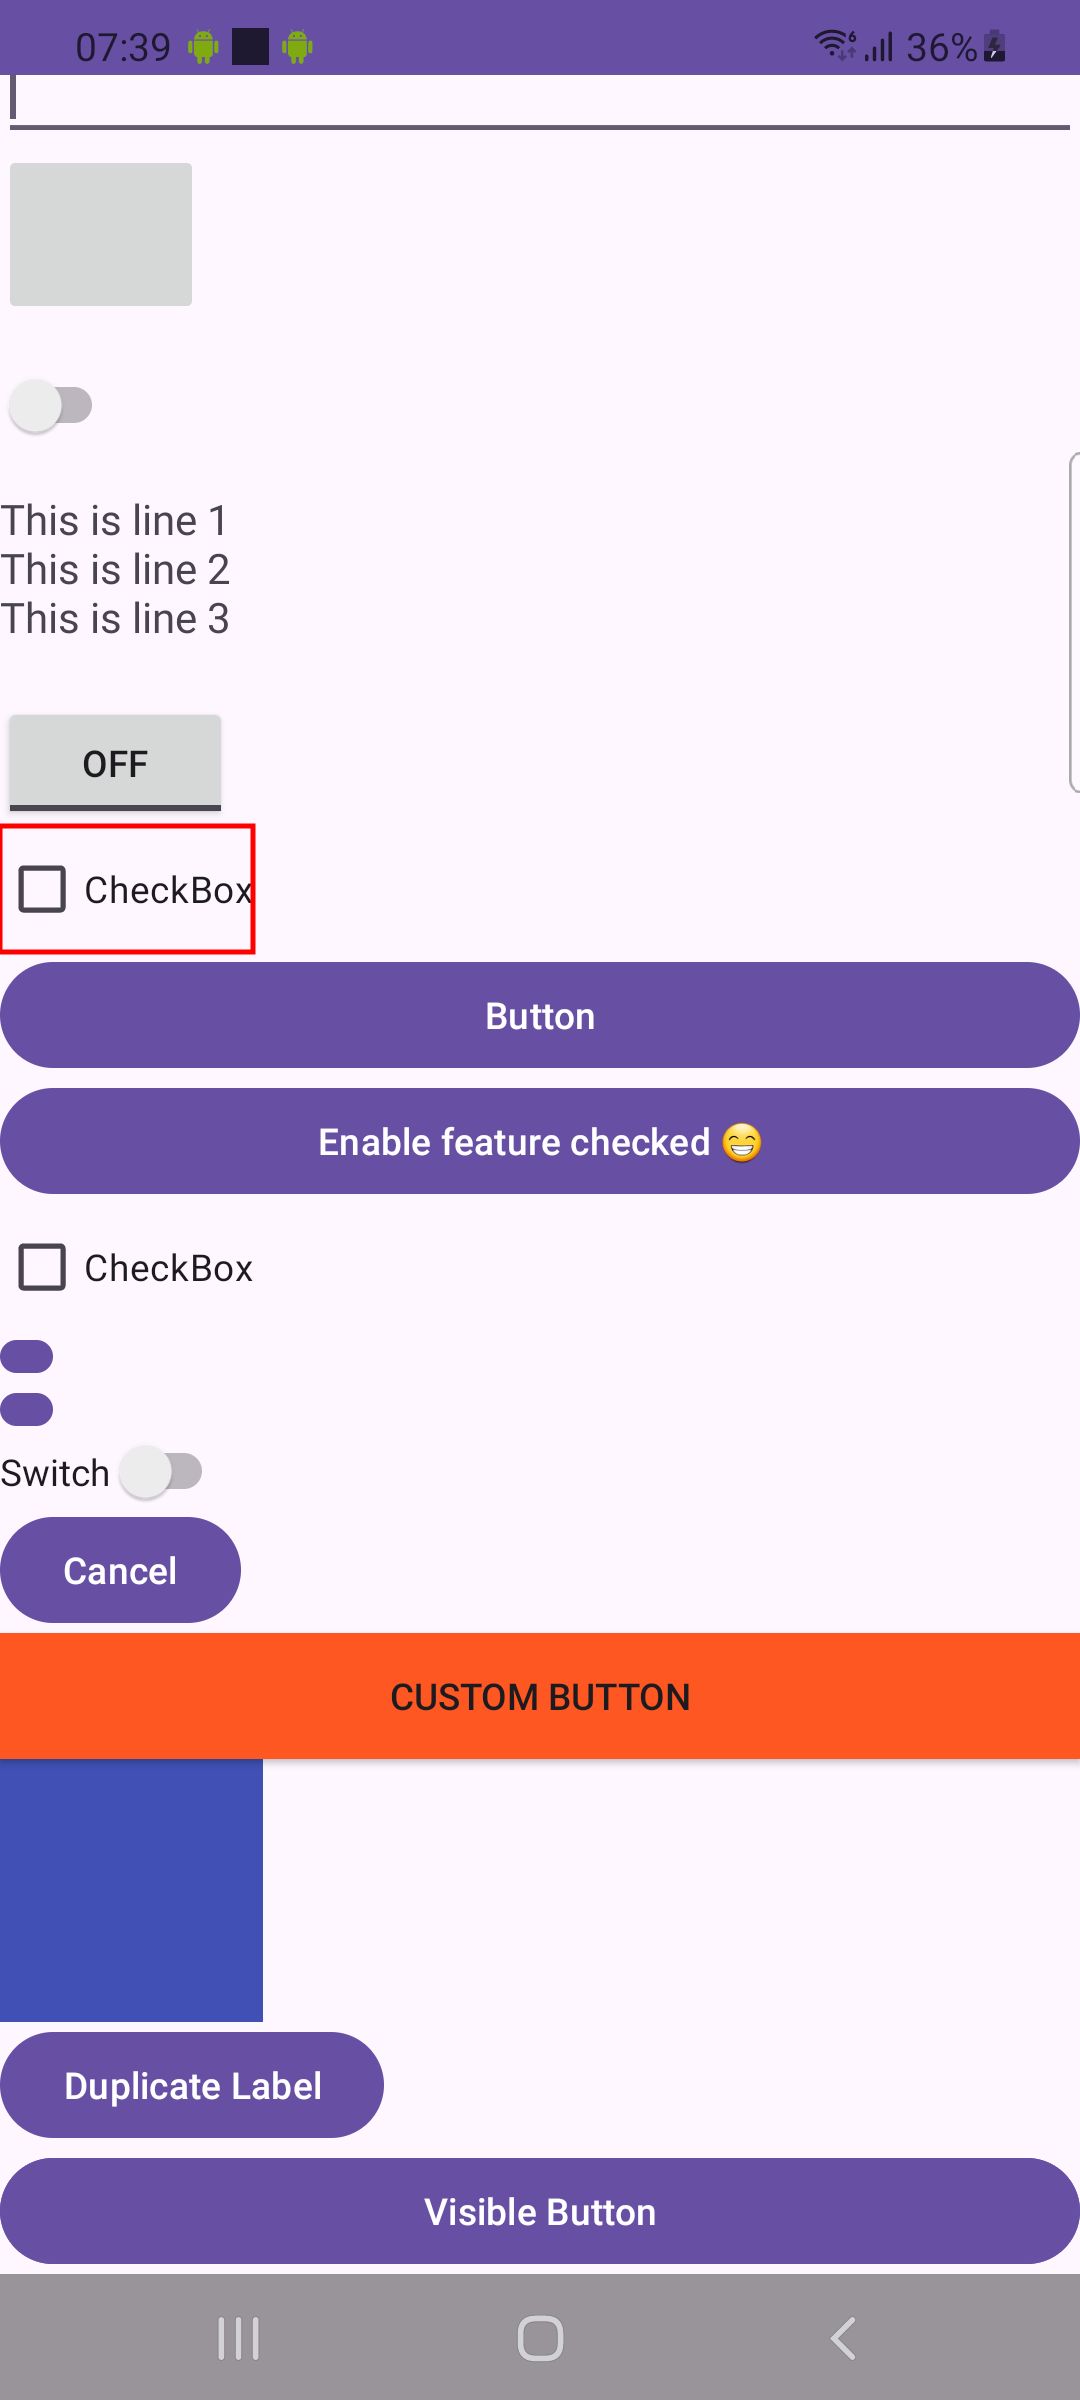 07:39 6 36%
This is line 1
This is line 2
This is line 3
OFF
CheckBox
Button
Enable feature checked 😁
CheckBox
Switch
Cancel
CUSTOM BUTTON
Duplicate Label
Visible Button